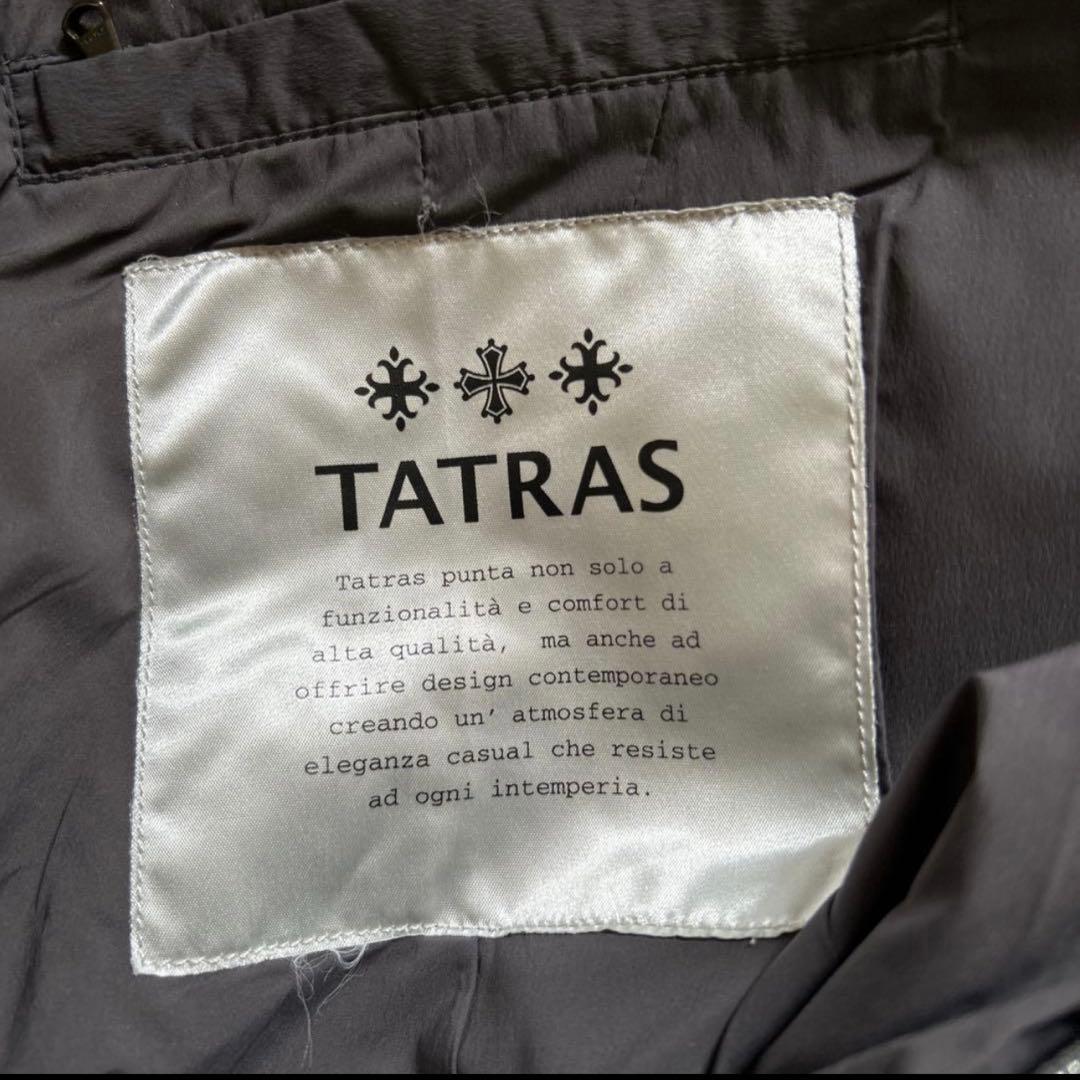 TATRAS
Tatras punta non solo a
funzionalità e comfort di
alta qualità, ma anche ad
offrire design contemporaneo
creando un' atmosfera di
eleganza casual che resiste
ad ogni intemperia.